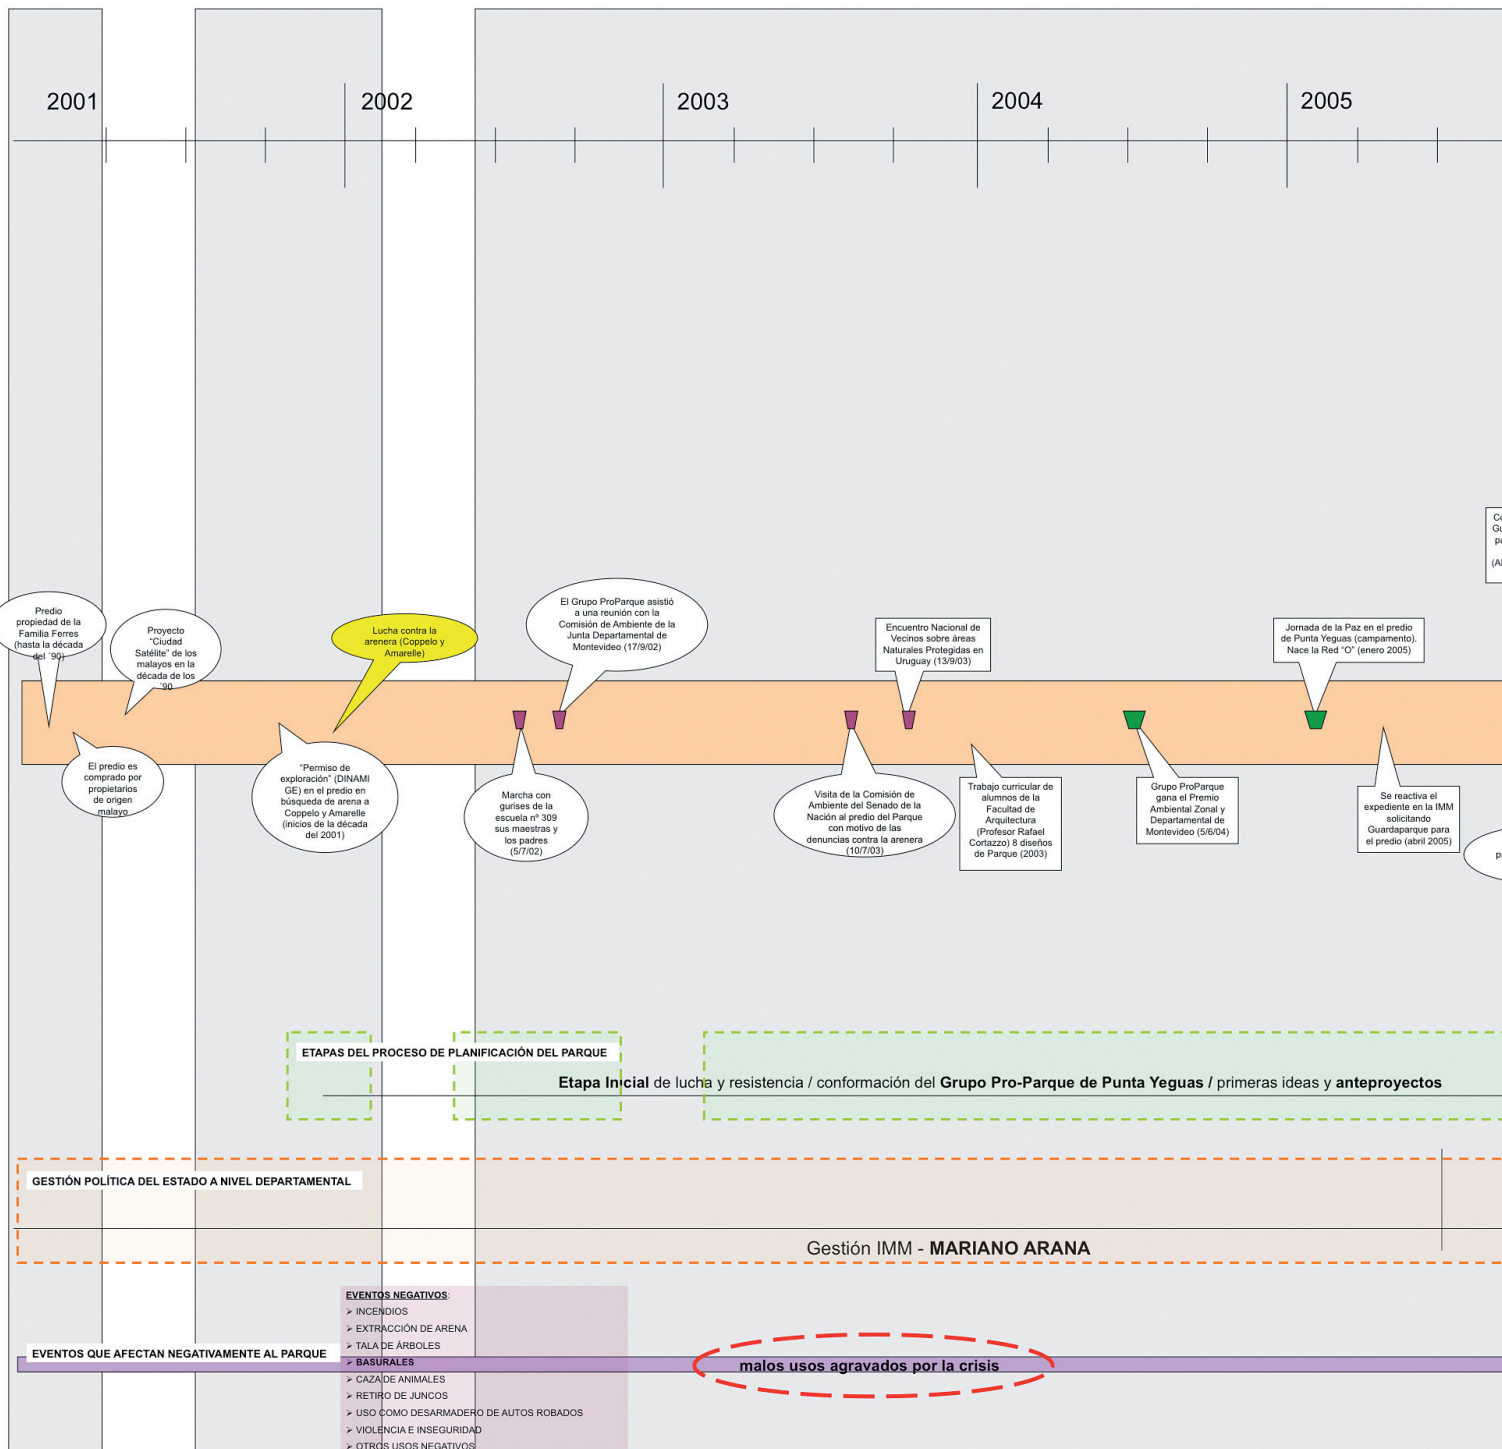 2001
2002
2003
2004
2005
Predio
propiedad de la
Familia Ferres
(hasta la década
del ´90)
Proyecto
“Ciudad
Satélite” de los
malayos en la
década de los
´90
Lucha contra la
arenera (Coppelo y
Amarelle)
El Grupo ProParque asistió
a una reunión con la
Comisión de Ambiente de la
Junta Departamental de
Montevideo (17/9/02)
Encuentro Nacional de
Vecinos sobre áreas
Naturales Protegidas en
Uruguay (13/9/03)
Jornada de la Paz en el predio
de Punta Yeguas (campamento).
Nace la Red “O” (enero 2005)
El predio es
comprado por
propietarios
de origen
malayo
“Permiso de
exploración” (DINAMI
GE) en el predio en
búsqueda de arena a
Coppelo y Amarelle
(inicios de la década
del 2001)
Marcha con
gurises de la
escuela nº 309
sus maestras y
los padres
(5/7/02)
Visita de la Comisión de
Ambiente del Senado de la
Nación al predio del Parque
con motivo de las
denuncias contra la arenera
(10/7/03)
Trabajo curricular de
alumnos de la
Facultad de
Arquitectura
(Profesor Rafael
Cortazzo) 8 diseños
de Parque (2003)
Grupo ProParque
gana el Premio
Ambiental Zonal y
Departamental de
Montevideo (5/6/04)
Se reactiva el
expediente en la IMM
solicitando
Guardaparque para
el predio (abril 2005)
ETAPAS DEL PROCESO DE PLANIFICACIÓN DEL PARQUE
Etapa Inicial de lucha y resistencia / conformación del Grupo Pro-Parque de Punta Yeguas / primeras ideas y anteproyectos
GESTIÓN POLÍTICA DEL ESTADO A NIVEL DEPARTAMENTAL
Gestión IMM - MARIANO ARANA
EVENTOS QUE AFECTAN NEGATIVAMENTE AL PARQUE
EVENTOS NEGATIVOS:
➢ INCENDIOS
➢ EXTRACCIÓN DE ARENA
➢ TALA DE ÁRBOLES
➢ BASURALES
➢ CAZA DE ANIMALES
➢ RETIRO DE JUNCOS
➢ USO COMO DESARMADERO DE AUTOS ROBADOS
➢ VIOLENCIA E INSEGURIDAD
➢ OTROS USOS NEGATIVOS
malos usos agravados por la crisis